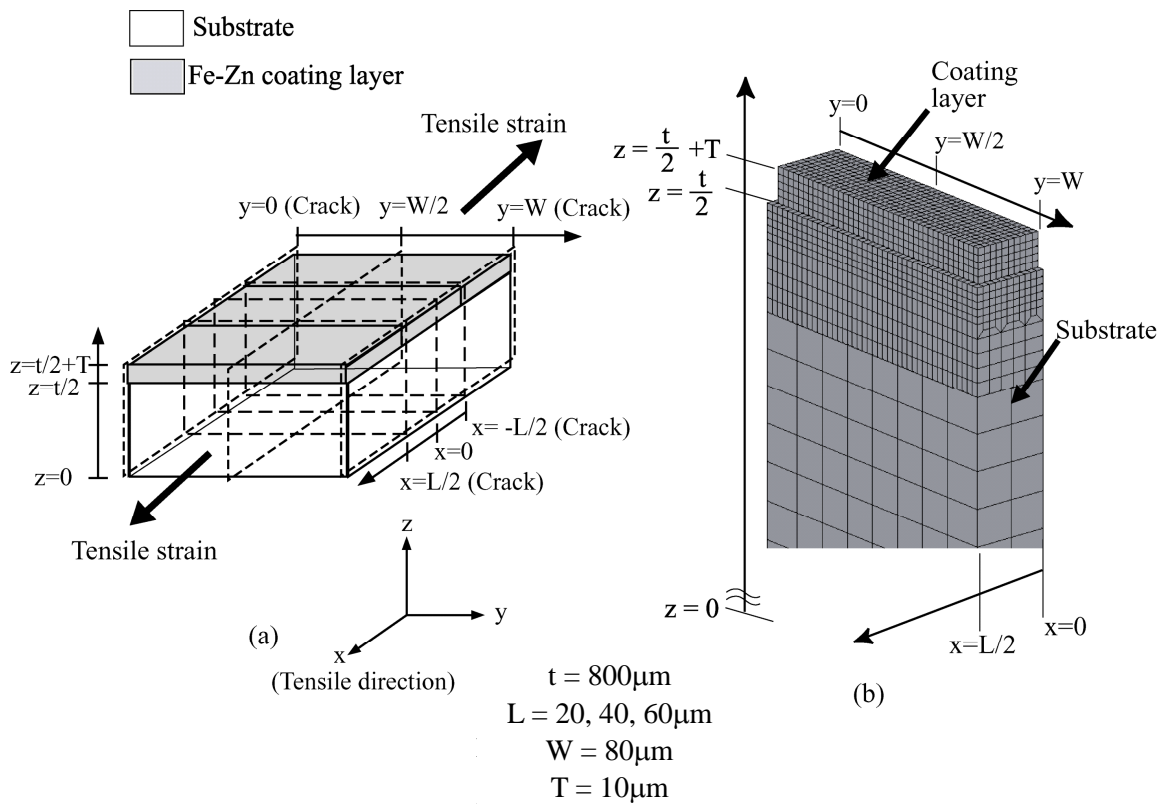 Substrate
Fe-Zn coating layer
Tensile strain
y=0 (Crack)
y=W/2
y=W (Crack)
z=t/2+T
z=t/2
z=0
x= -L/2 (Crack)
x=0
x=L/2 (Crack)
Tensile strain
z
y
x
(Tensile direction)
(a)
Coating
layer
y=0
y=W/2
y=W
z = t/2 +T
z = t/2
Substrate
z = 0
x=0
x=L/2
(b)
t = 800μm
L = 20, 40, 60μm
W = 80μm
T = 10μm